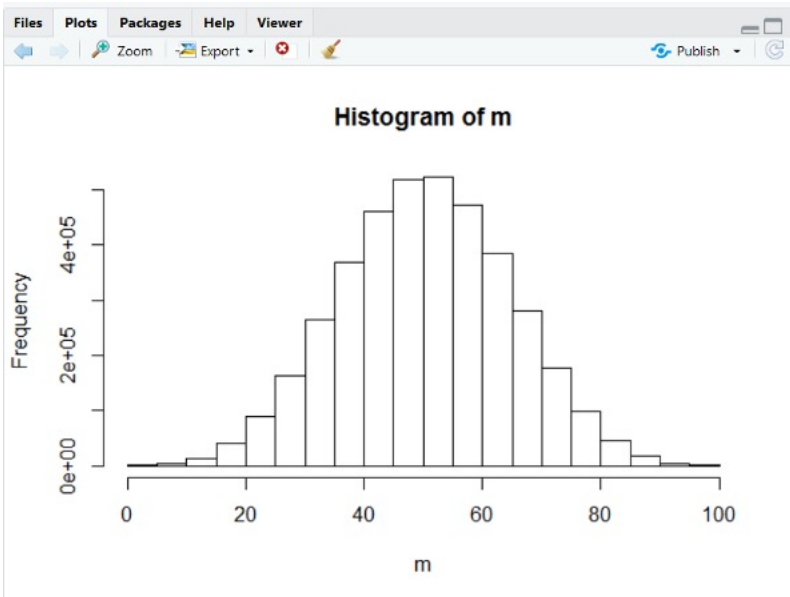 Files Plots Packages Help Viewer
Zoom Export Publish
Histogram of m
Frequency
4e+05
2e+05
0e+00
0 20 40 60 80 100
m